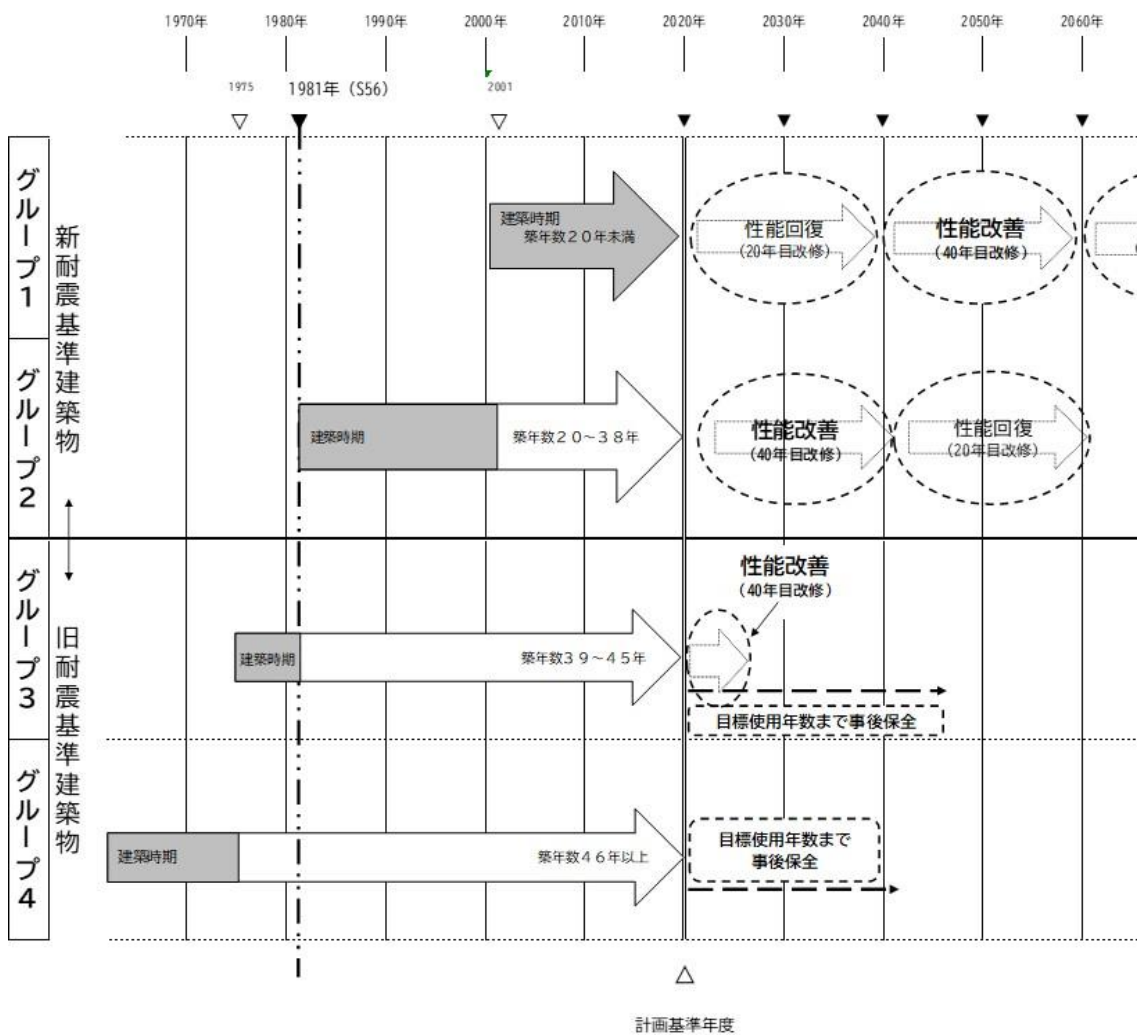 1970年 1980年 1990年 2000年 2010年 2020年 2030年 2040年 2050年 2060年
1975 1981年（S56） 2001
グループ1
新耐震基準建築物
建築時期
築年数２０年未満
性能回復
(20年目改修)
性能改善
(40年目改修)
(
グループ2
建築時期
築年数２０～３８年
性能改善
(40年目改修)
性能回復
(20年目改修)
グループ3
旧耐震基準建築物
建築時期
築年数３９～４５年
性能改善
(40年目改修)
目標使用年数まで事後保全
グループ4
建築時期
築年数４６年以上
目標使用年数まで
事後保全
計画基準年度